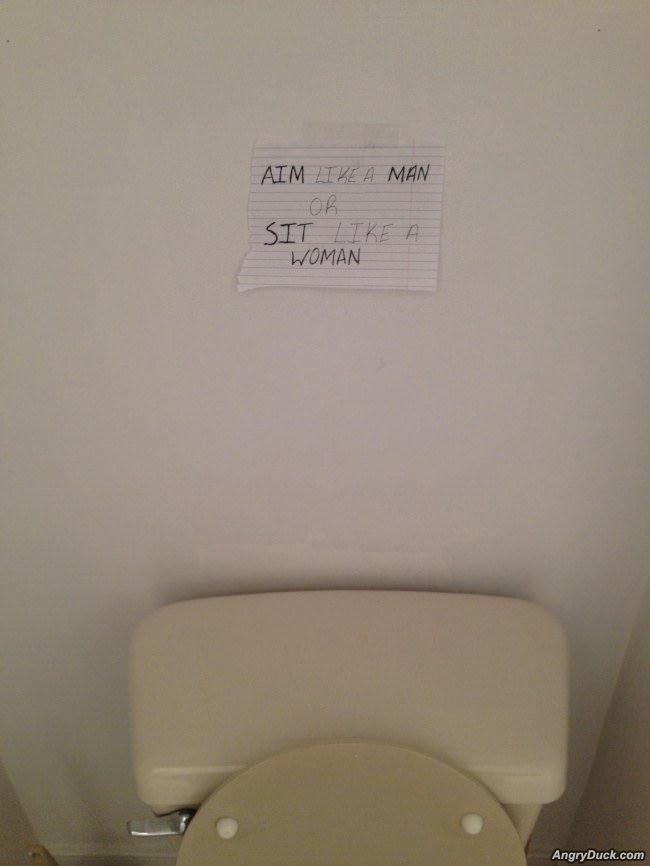 AIM LIKE A MAN
OR
SIT LIKE A
WOMAN
AngryDuck.com